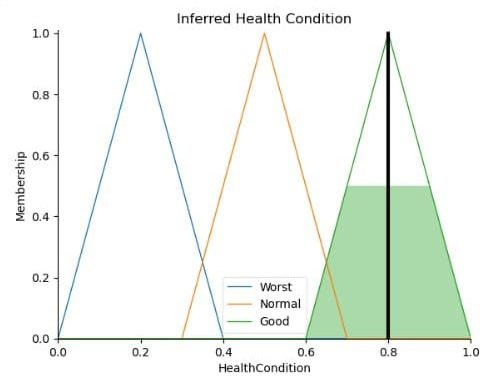 Inferred Health Condition
1.0
0.8
0.6
0.4
0.2
0.0
Membership
Worst
Normal
Good
0.0 0.2 0.4 0.6 0.8 1.0
HealthCondition